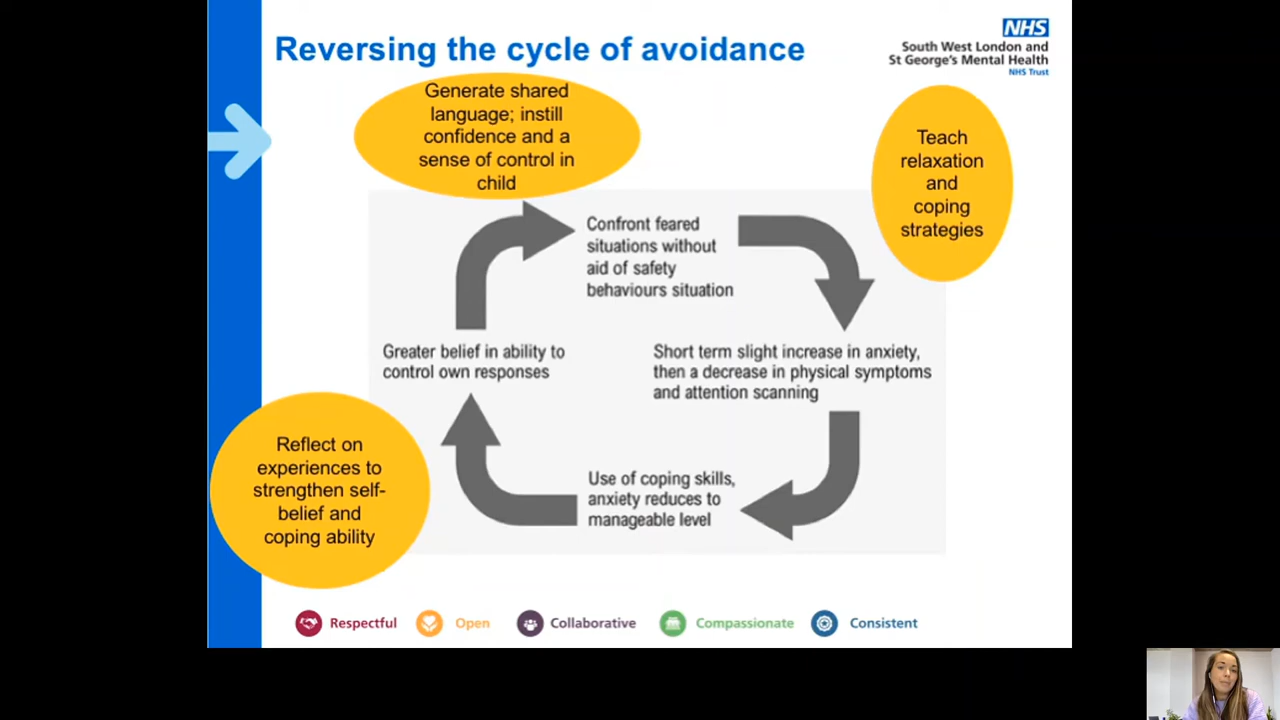 Reversing the cycle of avoidance
NHS
South West London and
St George's Mental Health
NHS Trust
Generate shared
language; instill
confidence and a
sense of control in
child
Teach
relaxation
and
coping
strategies
Confront feared
situations without
aid of safety
behaviours situation
Short term slight increase in anxiety,
then a decrease in physical symptoms
and attention scanning
Use of coping skills,
anxiety reduces to
manageable level
Greater belief in ability to
control own responses
Reflect on
experiences to
strengthen self-
belief and
coping ability
Respectful
Open
Collaborative
Compassionate
Consistent